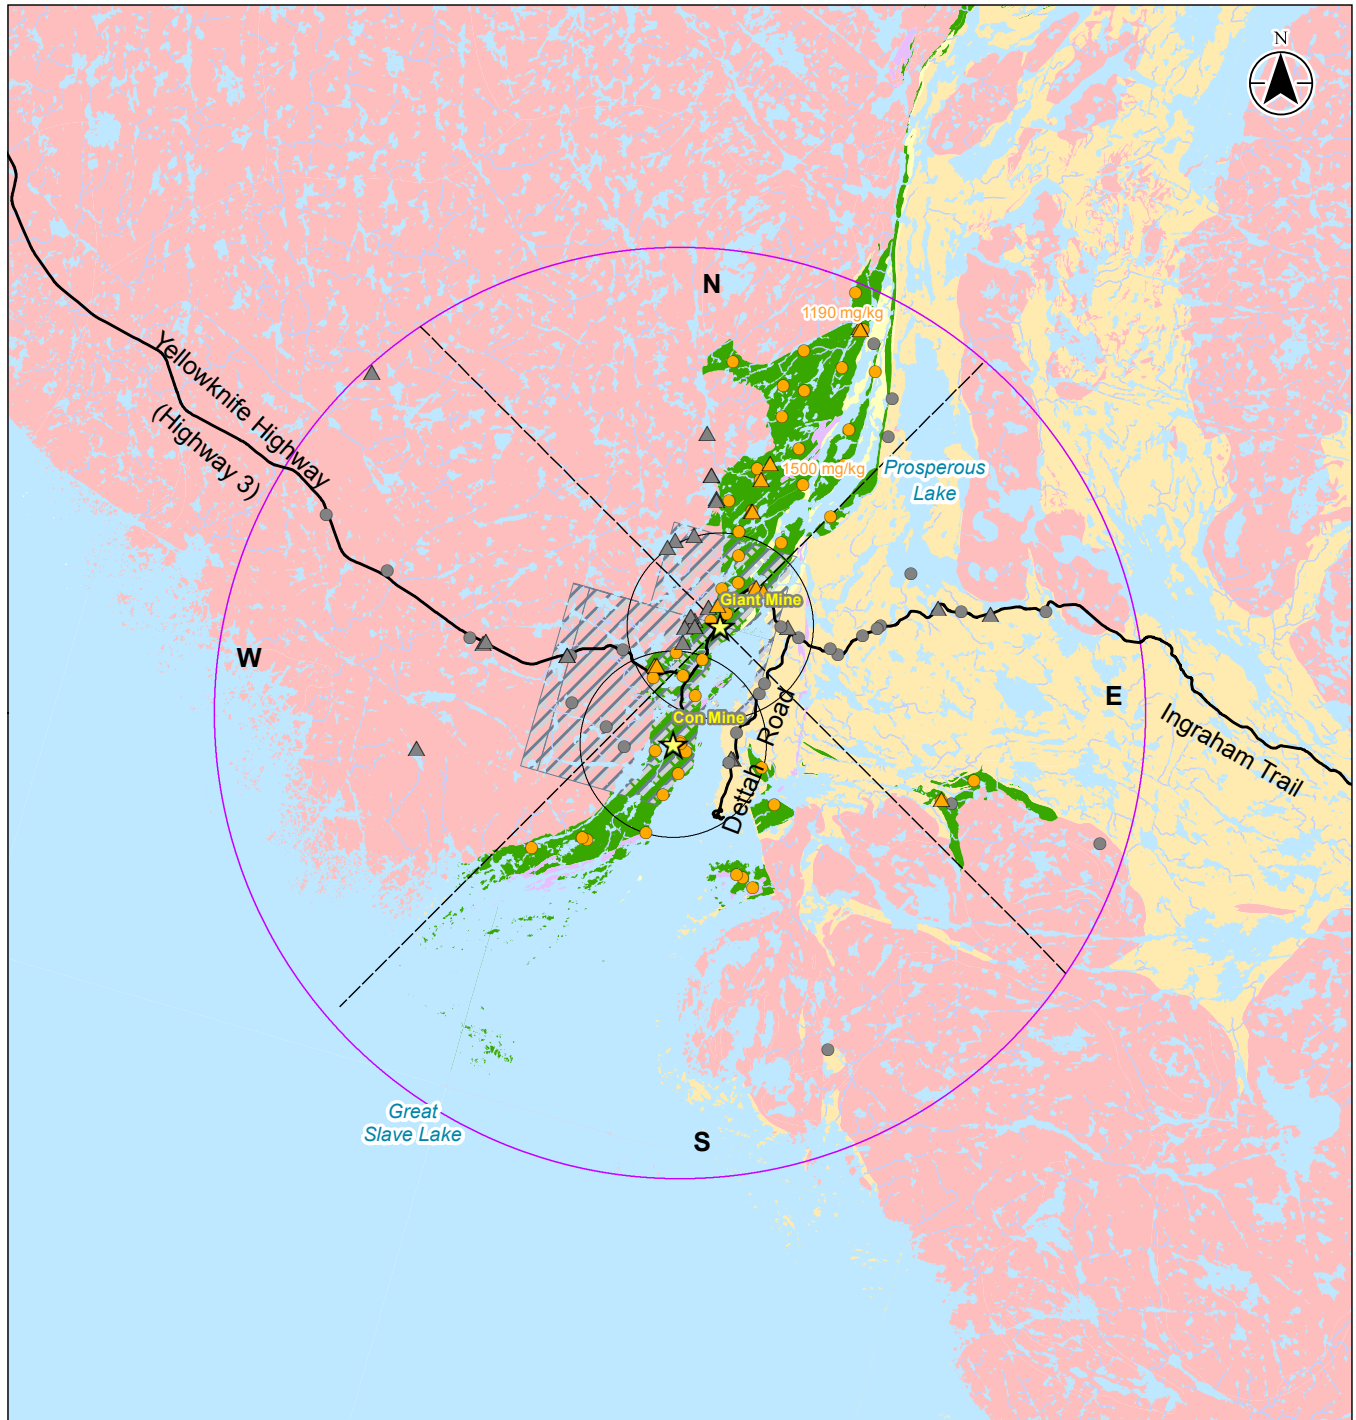 N
N
1190 mg/kg
Yellowknife Highway
(Highway 3)
1500 mg/kg
Prosperous
Lake
Giant Mine
W
E
Con Mine
Dettah Road
Ingraham Trail
Great
Slave Lake
S